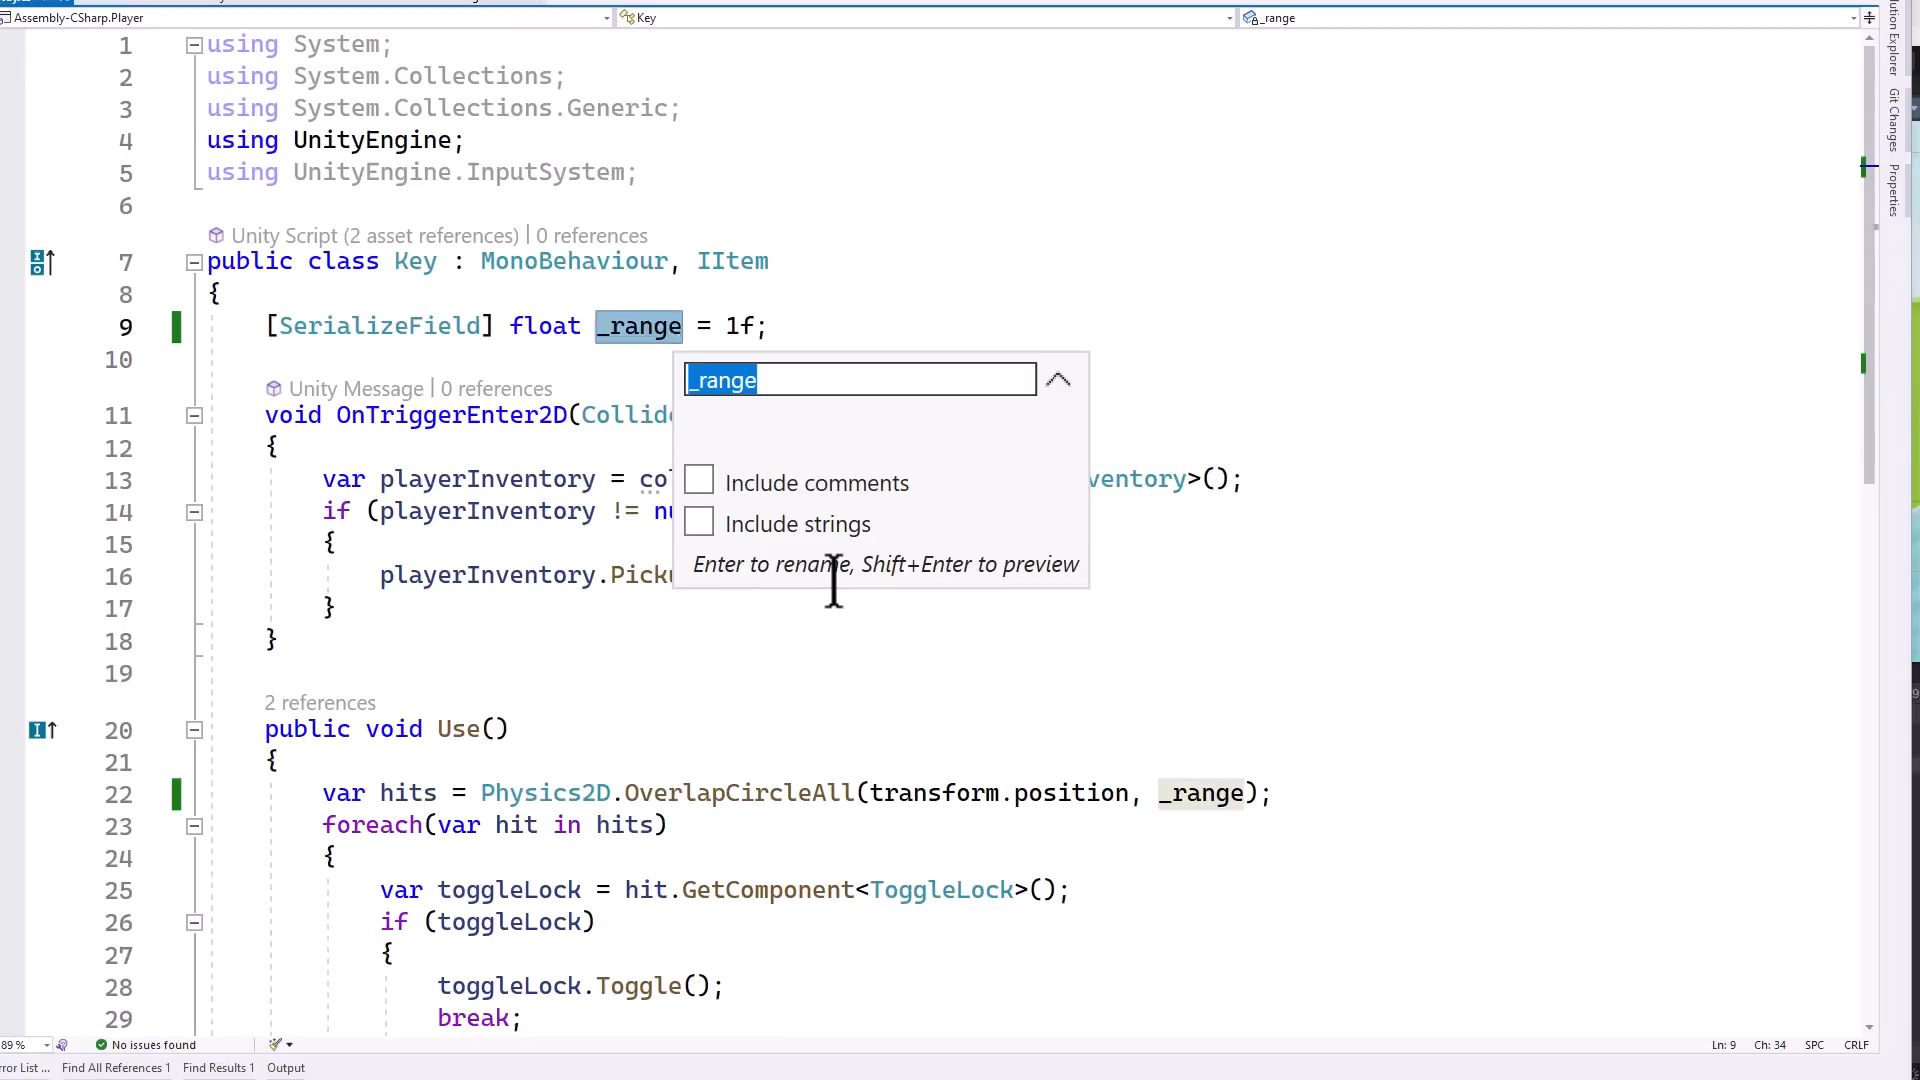 Assembly-CSharp.Player Key _range
1 using System;
2 using System.Collections;
3 using System.Collections.Generic;
4 using UnityEngine;
5 using UnityEngine.InputSystem;
6
Unity Script (2 asset references) | 0 references
7 public class Key : MonoBehaviour, IItem
8 {
9 [SerializeField] float _range = 1f;
10
_range
Unity Message | 0 references
11 void OnTriggerEnter2D(Collid
12 {
13 var playerInventory = co ventory>();
Include comments
14 if (playerInventory != n
15 {
Include strings
16 playerInventory.Pick
Enter to rename, Shift+Enter to preview
17 }
18 }
19
2 references
20 public void Use()
21 {
22 var hits = Physics2D.OverlapCircleAll(transform.position, _range);
23 foreach(var hit in hits)
24 {
25 var toggleLock = hit.GetComponent<ToggleLock>();
26 if (toggleLock)
27 {
28 toggleLock.Toggle();
29 break;
89 % No issues found Ln: 9 Ch: 34 SPC CRLF
rror List ... Find All References 1 Find Results 1 Output
lution Explorer
Git Changes
Properties